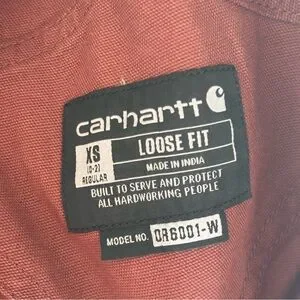 carhartt
XS
(0-2)
REGULAR
LOOSE FIT
MADE IN INDIA
BUILT TO SERVE AND PROTECT
ALL HARDWORKING PEOPLE
MODEL NO. OR6001-W